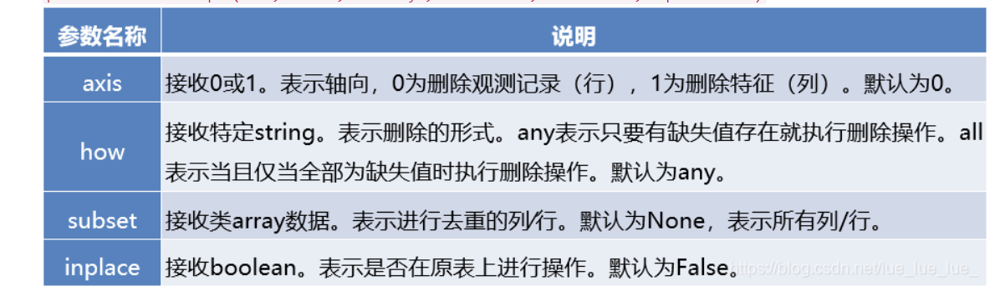 参数名称 说明
axis 接收0或1。表示轴向，0为删除观测记录（行），1为删除特征（列）。默认为0。
how 接收特定string。表示删除的形式。any表示只要有缺失值存在就执行删除操作。all
表示当且仅当全部为缺失值时执行删除操作。默认为any。
subset 接收类array数据。表示进行去重的列/行。默认为None，表示所有列/行。
inplace 接收boolean。表示是否在原表上进行操作。默认为False。
https://blog.csdn.net/lue_lue_lue_